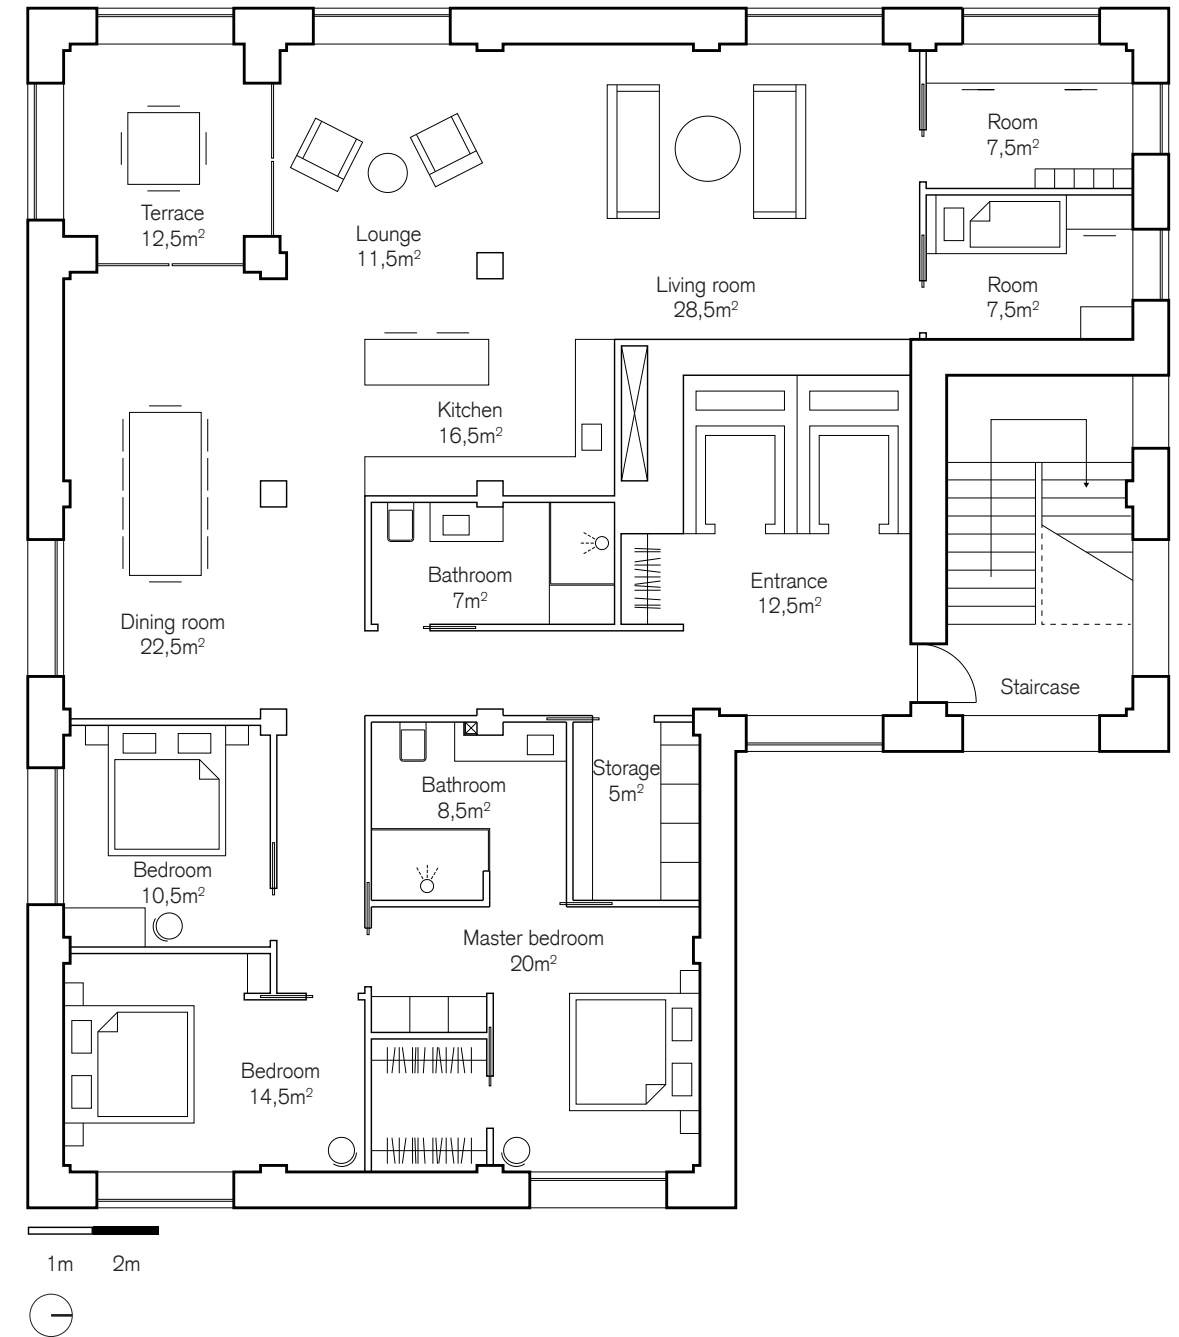 Room
7,5m²
Terrace
12,5m²
Lounge
11,5m²
Living room
28,5m²
Room
7,5m²
Kitchen
16,5m²
Bathroom
7m²
Entrance
12,5m²
Dining room
22,5m²
Staircase
Storage
5m²
Bathroom
8,5m²
Bedroom
10,5m²
Master bedroom
20m²
Bedroom
14,5m²
1m 2m